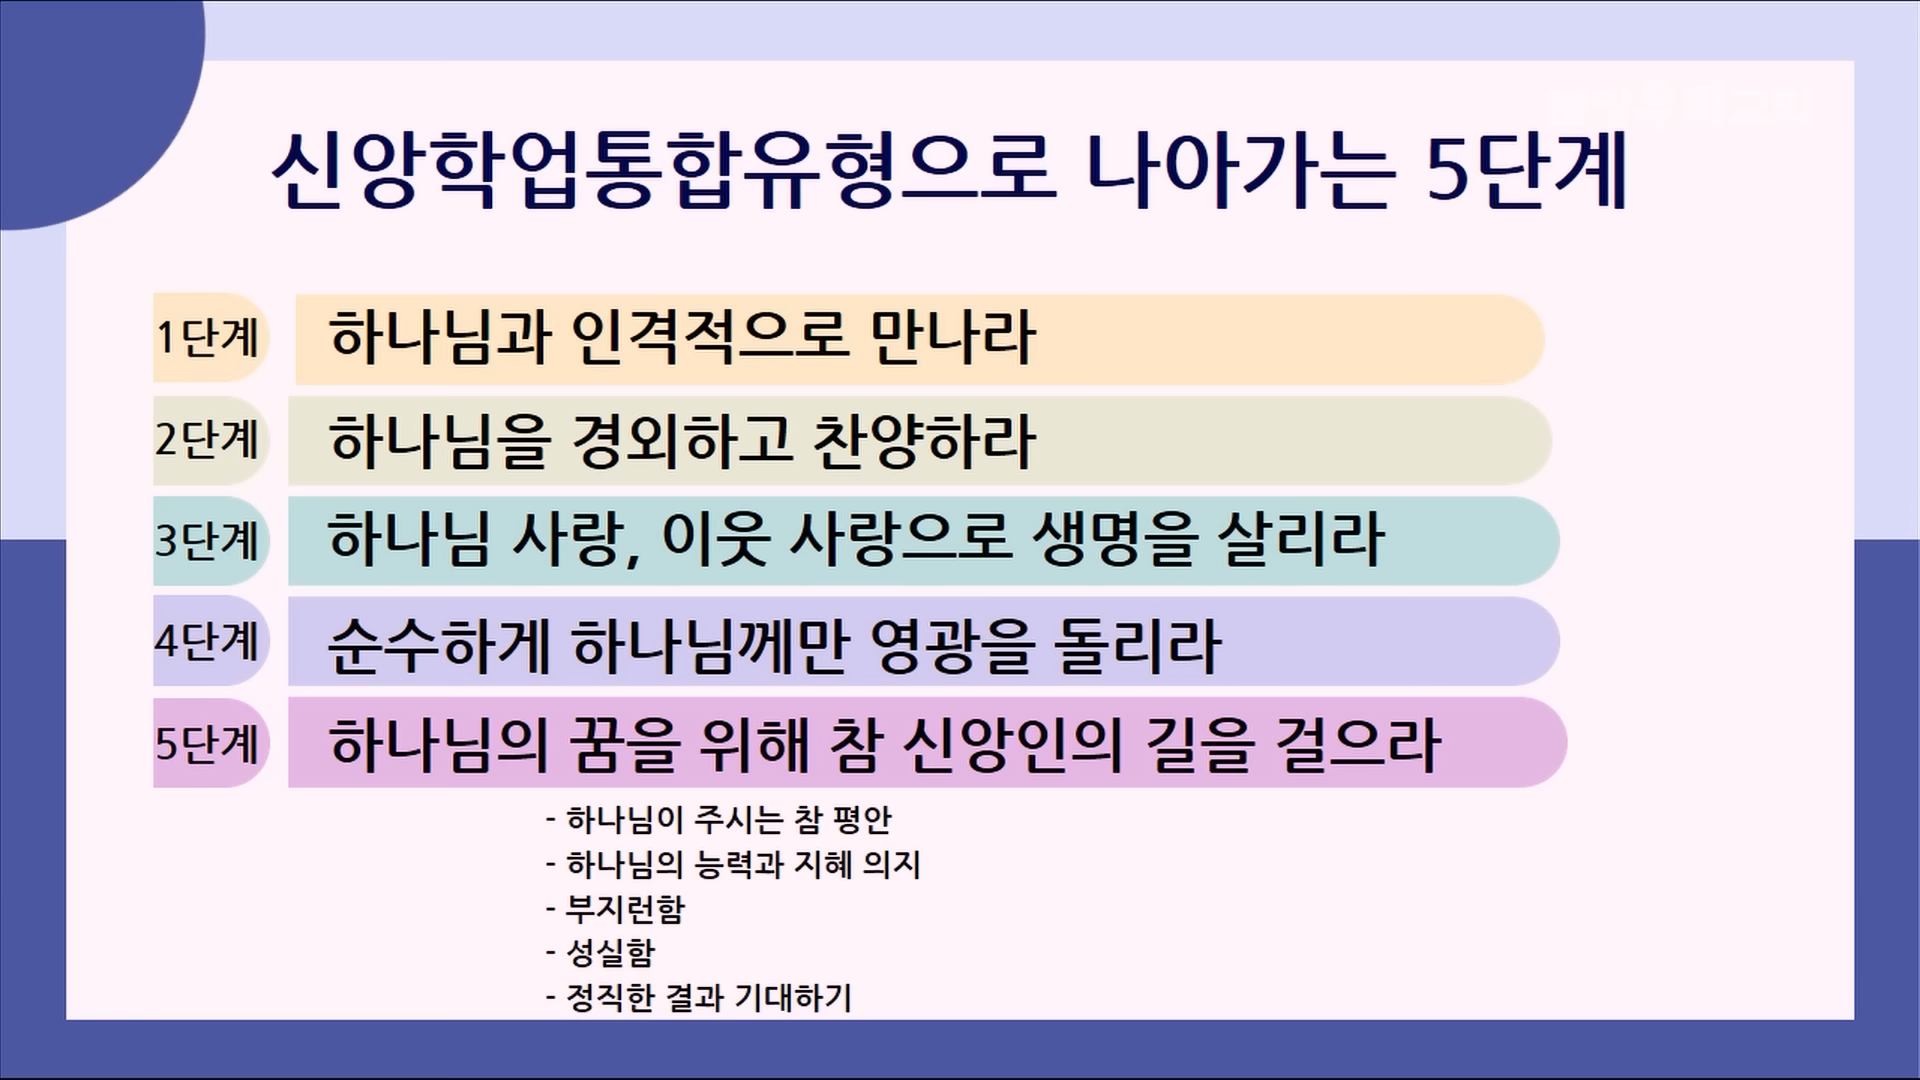 신앙학업통합유형으로 나아가는 5단계
1단계 하나님과 인격적으로 만나라
2단계 하나님을 경외하고 찬양하라
3단계 하나님 사랑, 이웃 사랑으로 생명을 살리라
4단계 순수하게 하나님께만 영광을 돌리라
5단계 하나님의 꿈을 위해 참 신앙인의 길을 걸으라
- 하나님이 주시는 참 평안
- 하나님의 능력과 지혜 의지
- 부지런함
- 성실함
- 정직한 결과 기대하기